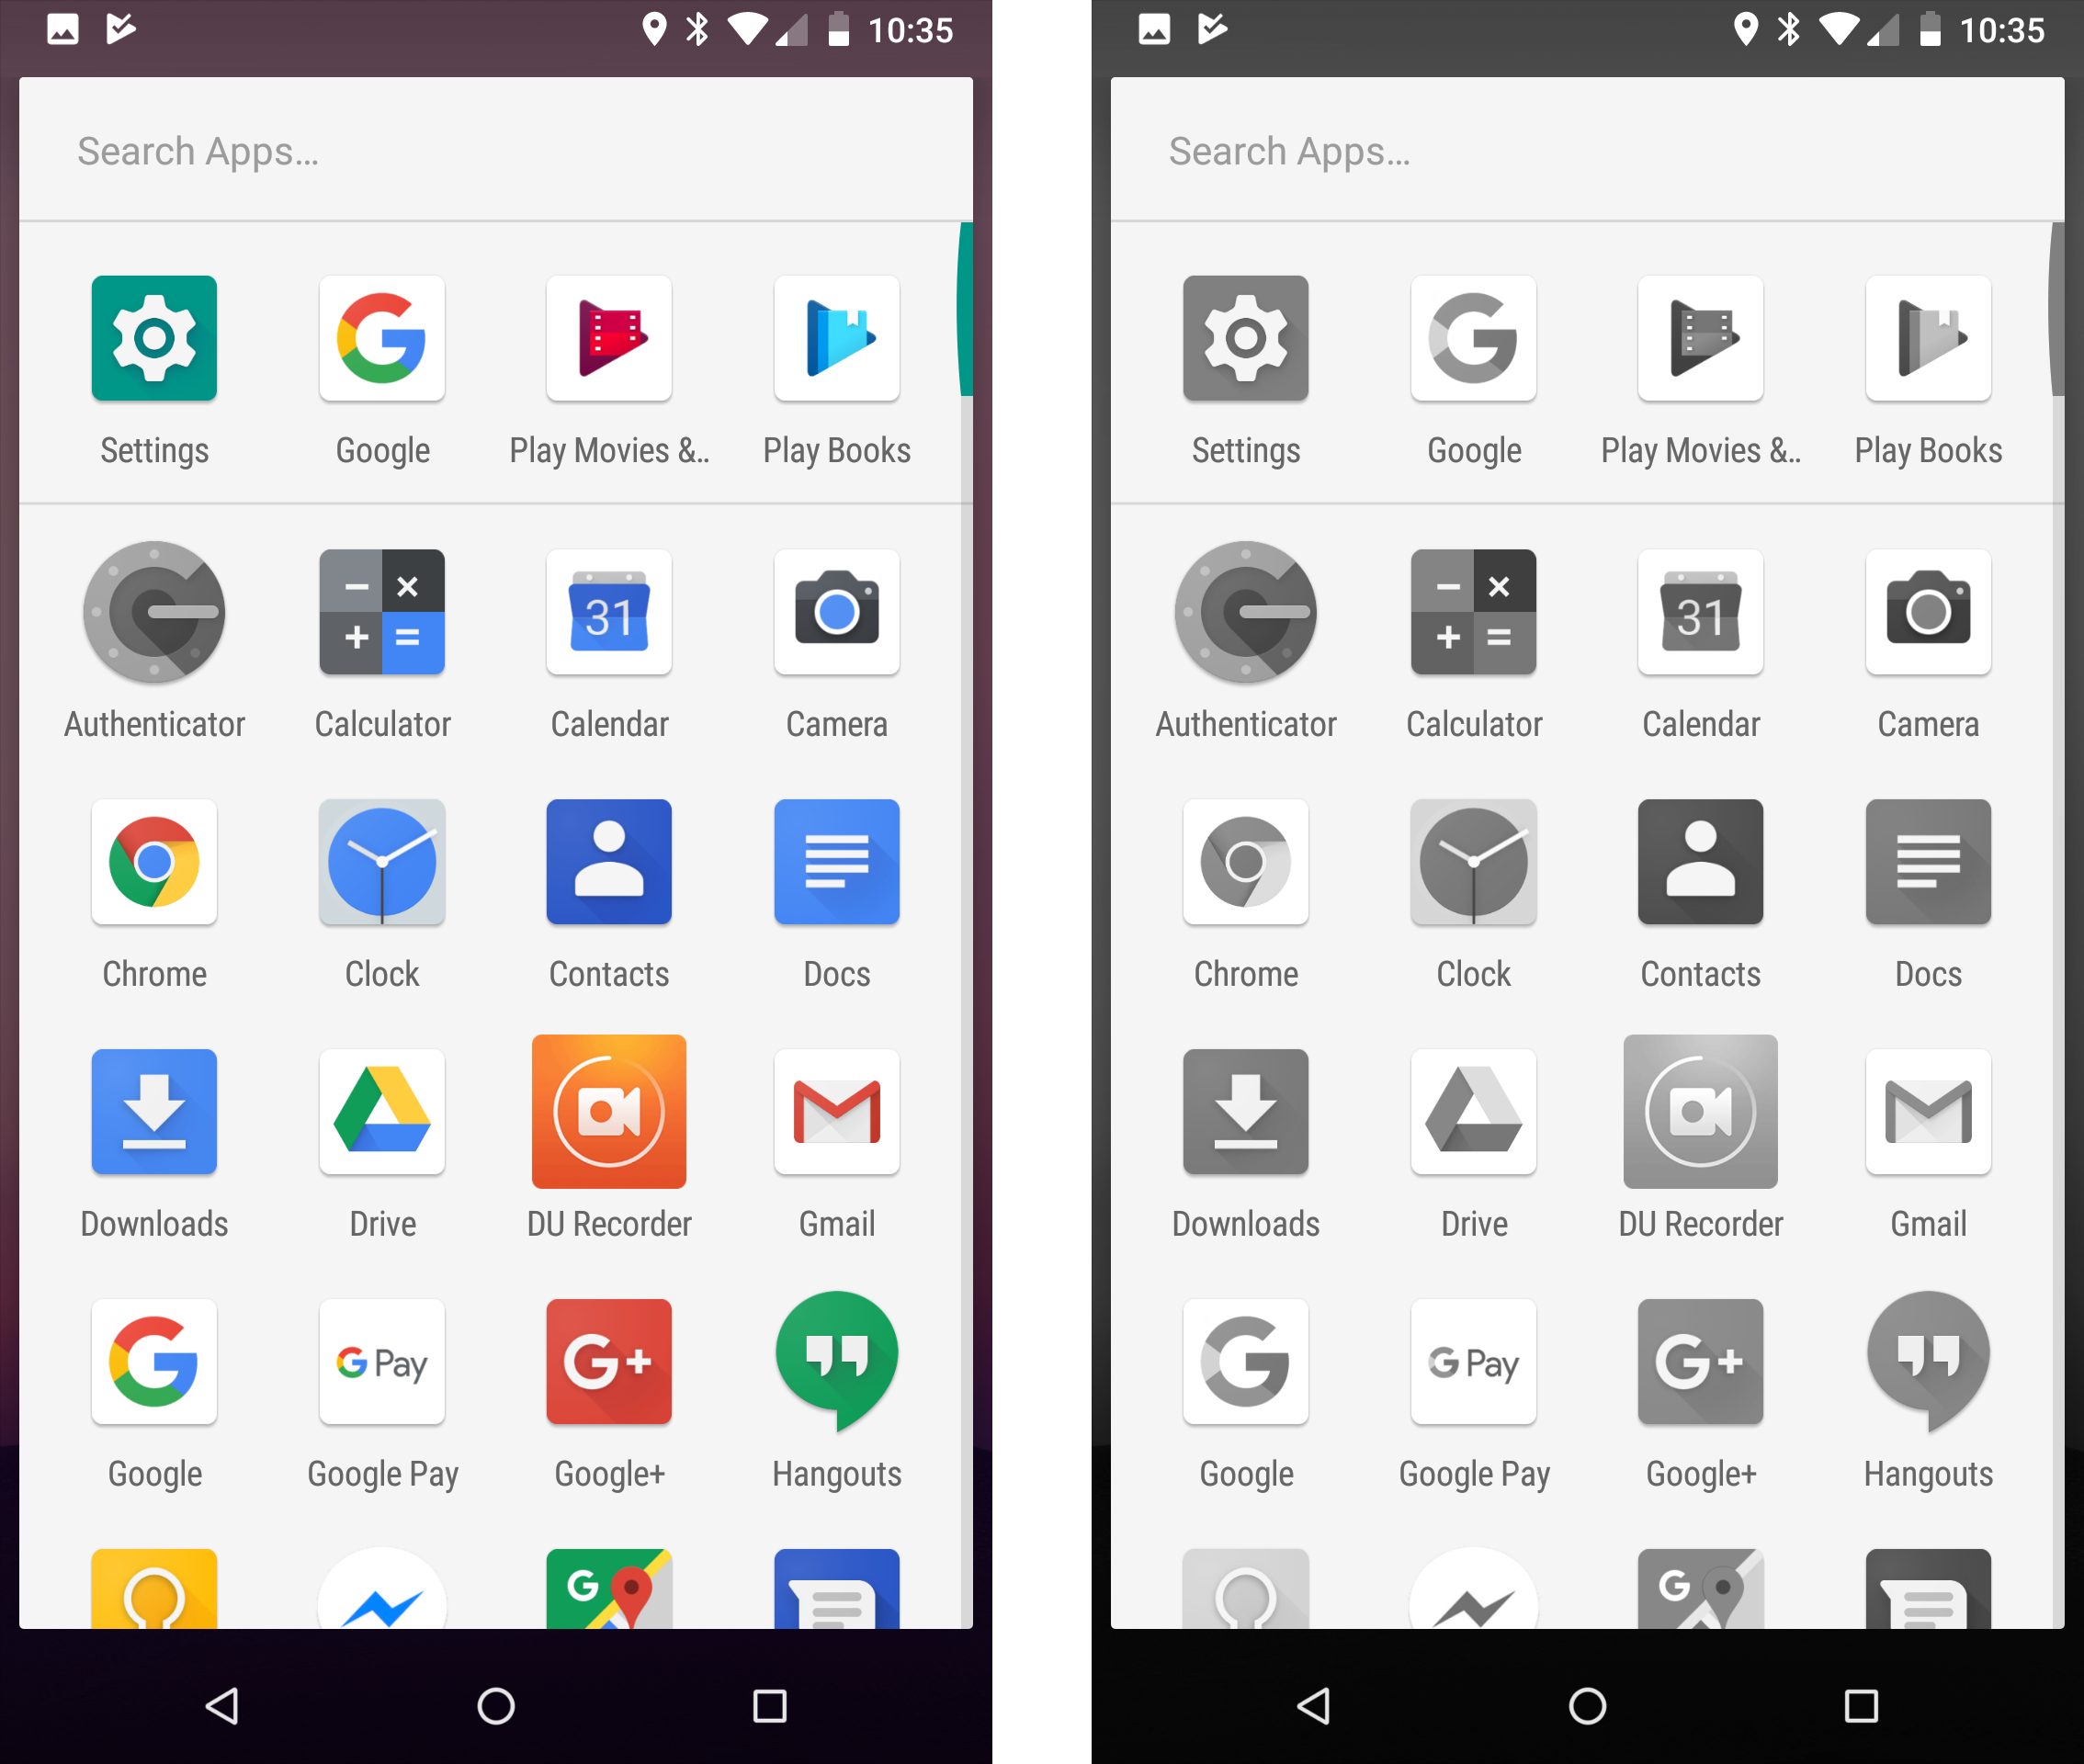 10:35
Search Apps...
Settings Google Play Movies &.. Play Books
31
Authenticator Calculator Calendar Camera
Chrome Clock Contacts Docs
Downloads Drive DU Recorder Gmail
G Pay G+
Google Google Pay Google+ Hangouts
G
10:35
Search Apps...
Settings Google Play Movies &.. Play Books
31
Authenticator Calculator Calendar Camera
Chrome Clock Contacts Docs
Downloads Drive DU Recorder Gmail
G Pay G+
Google Google Pay Google+ Hangouts
G